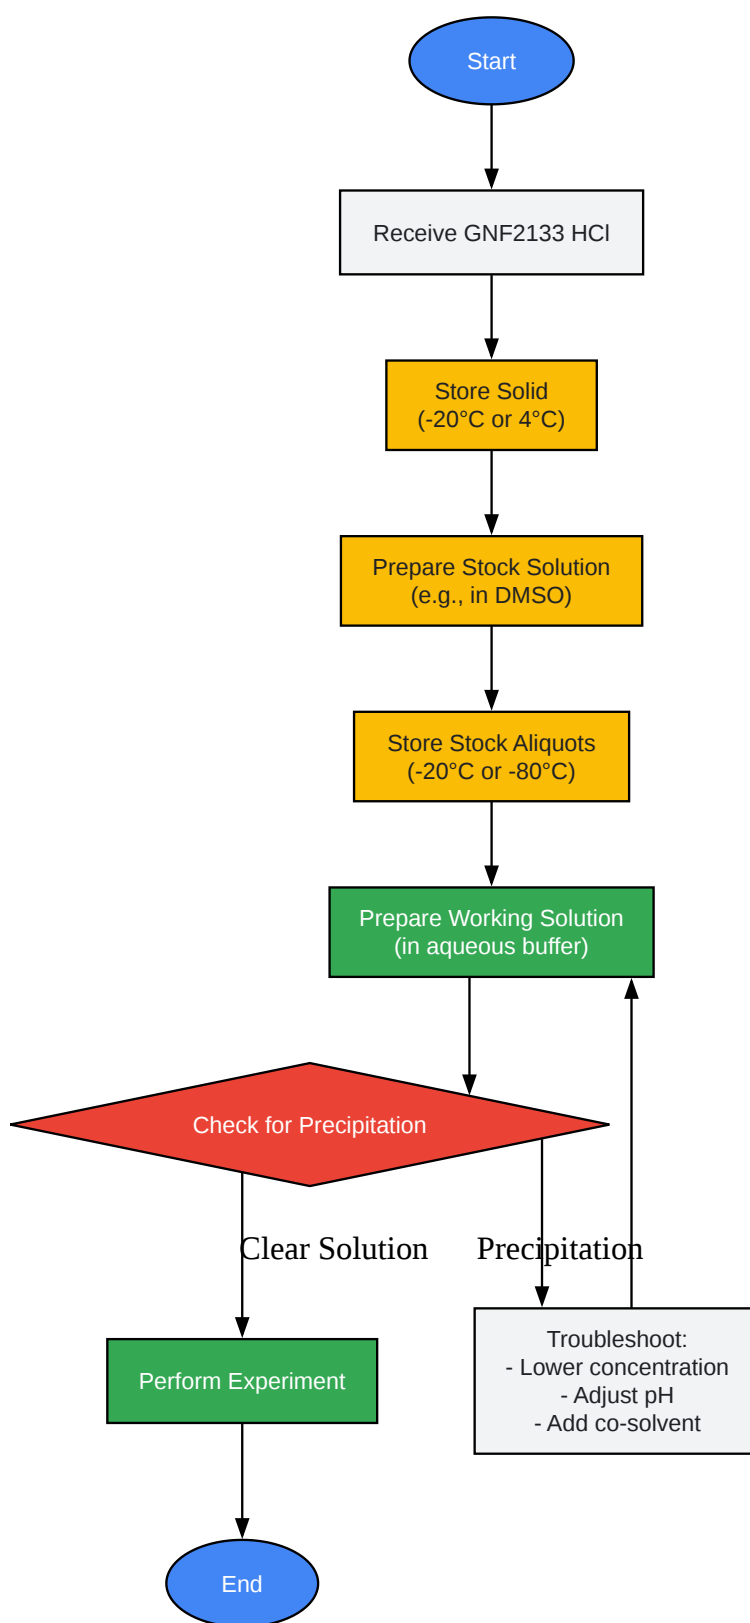 Start
Receive GNF2133 HCl
Store Solid
(-20°C or 4°C)
Prepare Stock Solution
(e.g., in DMSO)
Store Stock Aliquots
(-20°C or -80°C)
Prepare Working Solution
(in aqueous buffer)
Check for Precipitation
Clear Solution
Precipitation
Troubleshoot:
- Lower concentration
- Adjust pH
- Add co-solvent
Perform Experiment
End